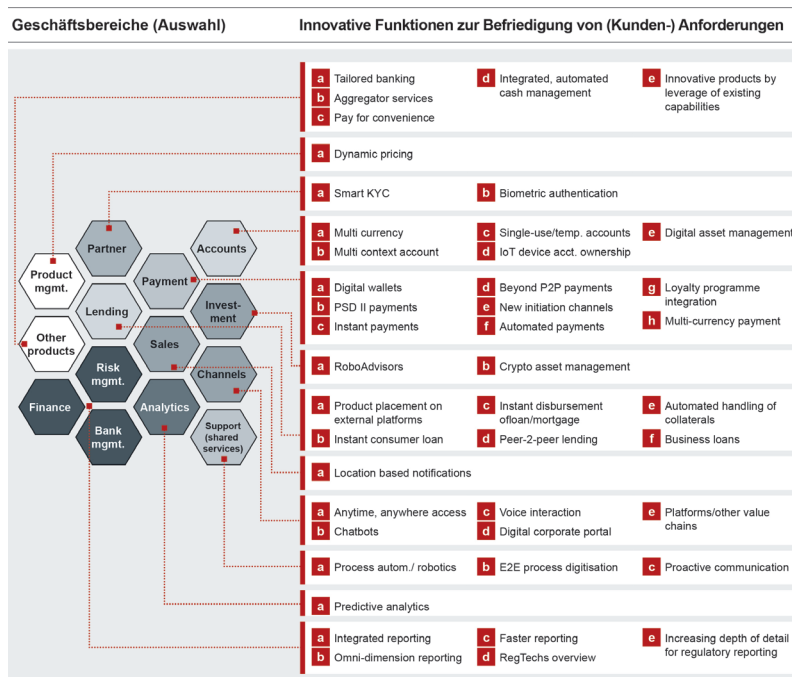 Geschäftsbereiche (Auswahl)
Innovative Funktionen zur Befriedigung von (Kunden-) Anforderungen
Partner
Accounts
Product
mgmt.
Payment
Lending
Invest-
ment
Other
products
Sales
Risk
mgmt.
Channels
Finance
Analytics
Bank
mgmt.
Support
(shared
services)
a Tailored banking
b Aggregator services
c Pay for convenience
d Integrated, automated
cash management
e Innovative products by
leverage of existing
capabilities
a Dynamic pricing
a Smart KYC
b Biometric authentication
a Multi currency
b Multi context account
c Single-use/temp. accounts
d IoT device acct. ownership
e Digital asset management
a Digital wallets
b PSD II payments
c Instant payments
d Beyond P2P payments
e New initiation channels
f Automated payments
g Loyalty programme
integration
h Multi-currency payment
a RoboAdvisors
b Crypto asset management
a Product placement on
external platforms
b Instant consumer loan
c Instant disbursement
ofloan/mortgage
d Peer-2-peer lending
e Automated handling of
collaterals
f Business loans
a Location based notifications
a Anytime, anywhere access
b Chatbots
c Voice interaction
d Digital corporate portal
e Platforms/other value
chains
a Process autom./ robotics
b E2E process digitisation
c Proactive communication
a Predictive analytics
a Integrated reporting
b Omni-dimension reporting
c Faster reporting
d RegTechs overview
e Increasing depth of detail
for regulatory reporting